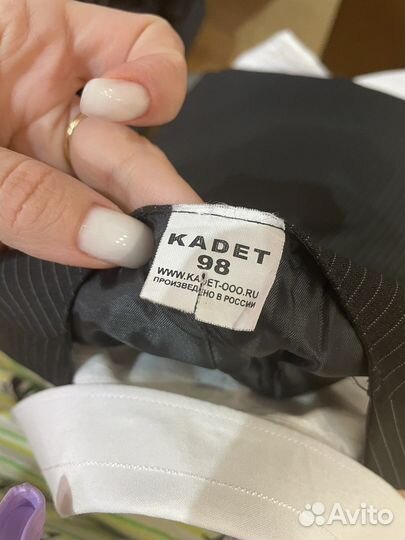 KADET
98
WWW.KADET-OOO.RU
ПРОИЗВЕДЕНО В РОССИИ
Avito